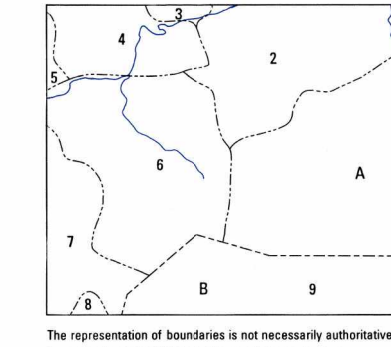 3
4
2
5
6
A
7
B
9
8
The representation of boundaries is not necessarily authoritative